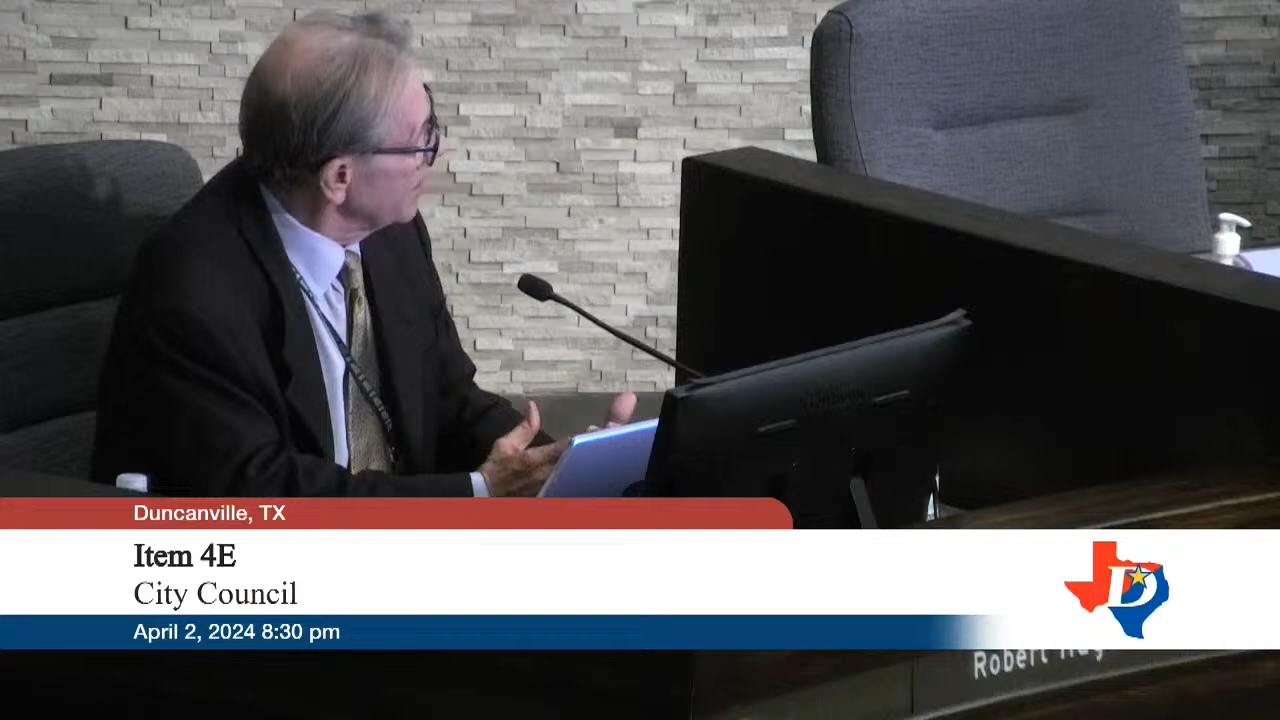 Duncanville, TX
Item 4E
City Council
D
April 2, 2024 8:30 pm
Robert